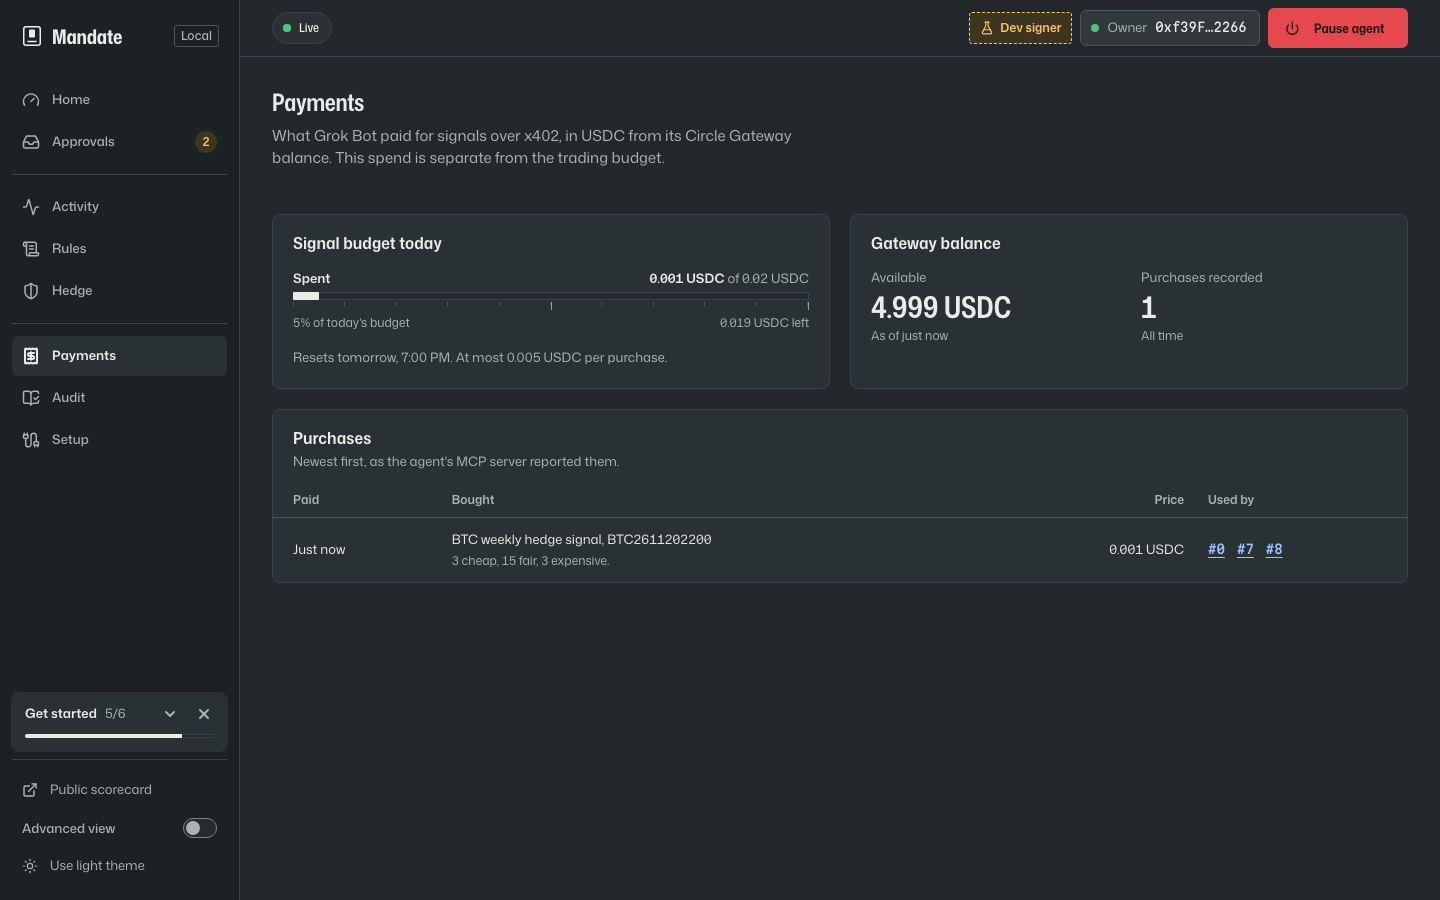 Mandate
Local
Home
Approvals
2
Activity
Rules
Hedge
Payments
Audit
Setup
Get started 5/6
Public scorecard
Advanced view
Use light theme
Live
Dev signer
Owner 0xf39F…2266
Pause agent
Payments
What Grok Bot paid for signals over x402, in USDC from its Circle Gateway
balance. This spend is separate from the trading budget.
Signal budget today
Spent
0.001 USDC of 0.02 USDC
5% of today's budget
0.019 USDC left
Resets tomorrow, 7:00 PM. At most 0.005 USDC per purchase.
Gateway balance
Available
4.999 USDC
As of just now
Purchases recorded
1
All time
Purchases
Newest first, as the agent's MCP server reported them.
Paid Bought Price Used by
Just now
BTC weekly hedge signal, BTC2611202200
3 cheap, 15 fair, 3 expensive.
0.001 USDC
#0 #7 #8